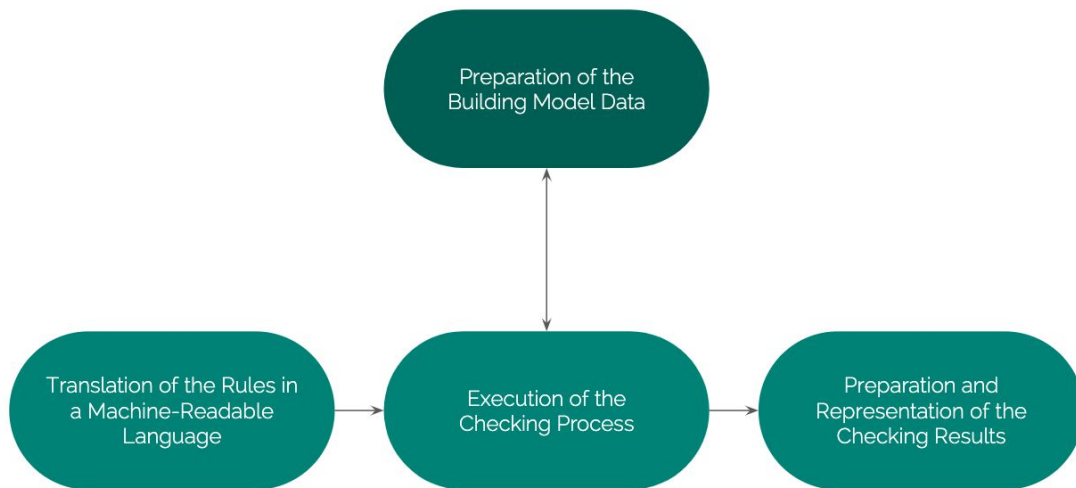 Preparation of the
Building Model Data
Translation of the Rules in
a Machine-Readable
Language
Execution of the
Checking Process
Preparation and
Representation of the
Checking Results